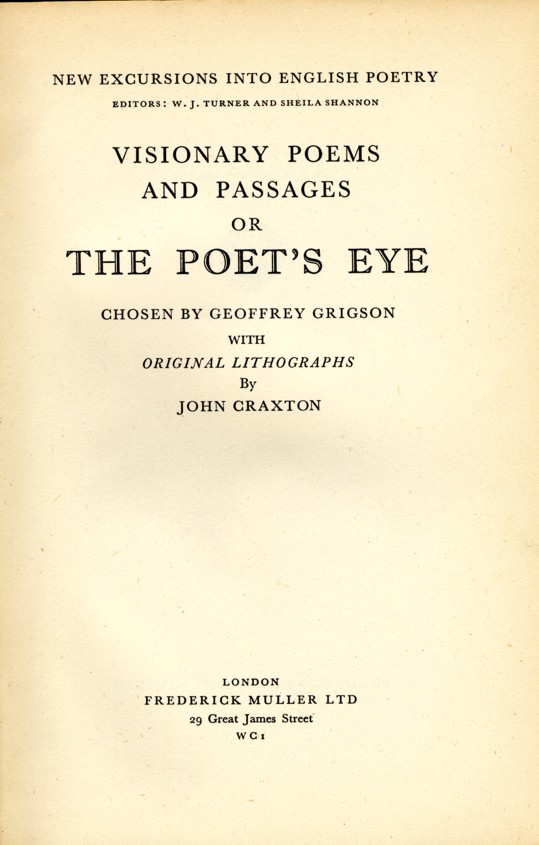 NEW EXCURSIONS INTO ENGLISH POETRY
EDITORS: W. J. TURNER AND SHEILA SHANNON
VISIONARY POEMS
AND PASSAGES
OR
THE POET'S EYE
CHOSEN BY GEOFFREY GRIGSON
WITH
ORIGINAL LITHOGRAPHS
By
JOHN CRAXTON
LONDON
FREDERICK MULLER LTD
29 Great James Street
WC1